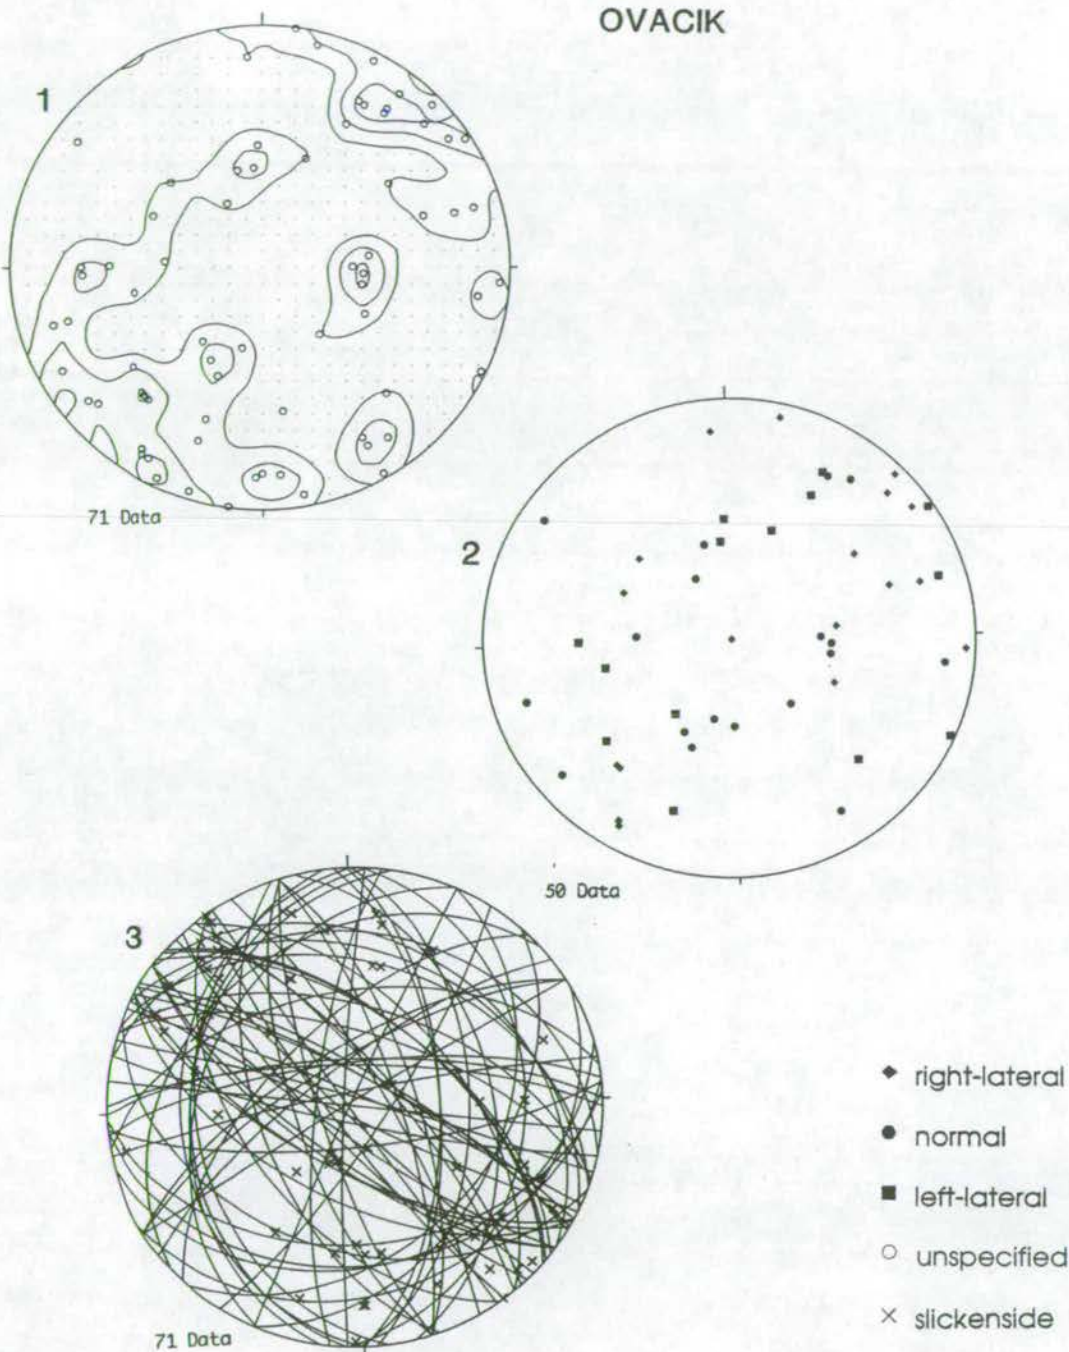 OVACIK
1
71 Data
2
50 Data
3
71 Data
right-lateral
normal
left-lateral
unspecified
slickenside